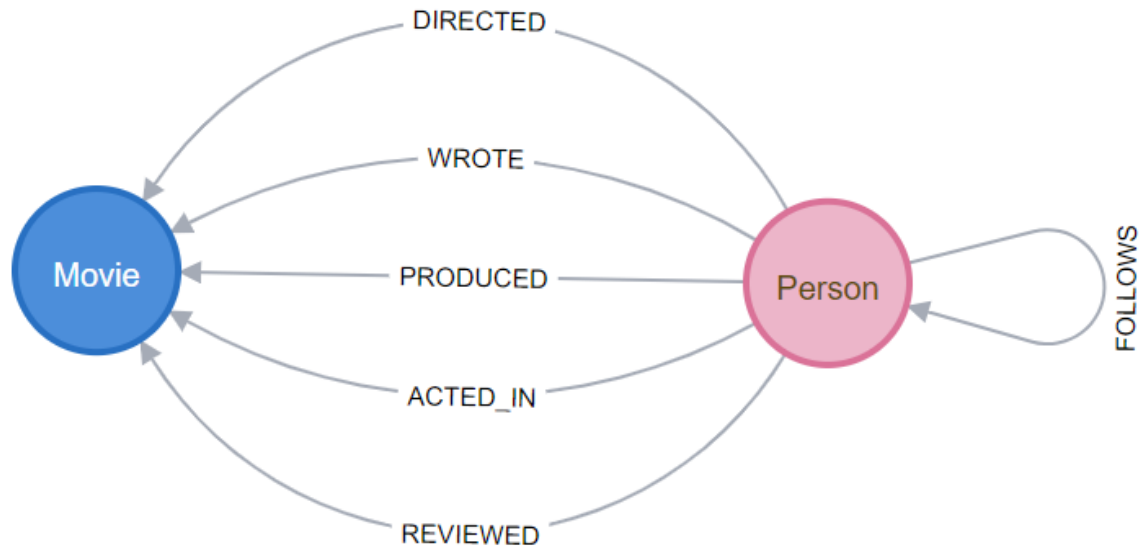 DIRECTED
WROTE
Movie
PRODUCED
Person
FOLLOWS
ACTED_IN
REVIEWED